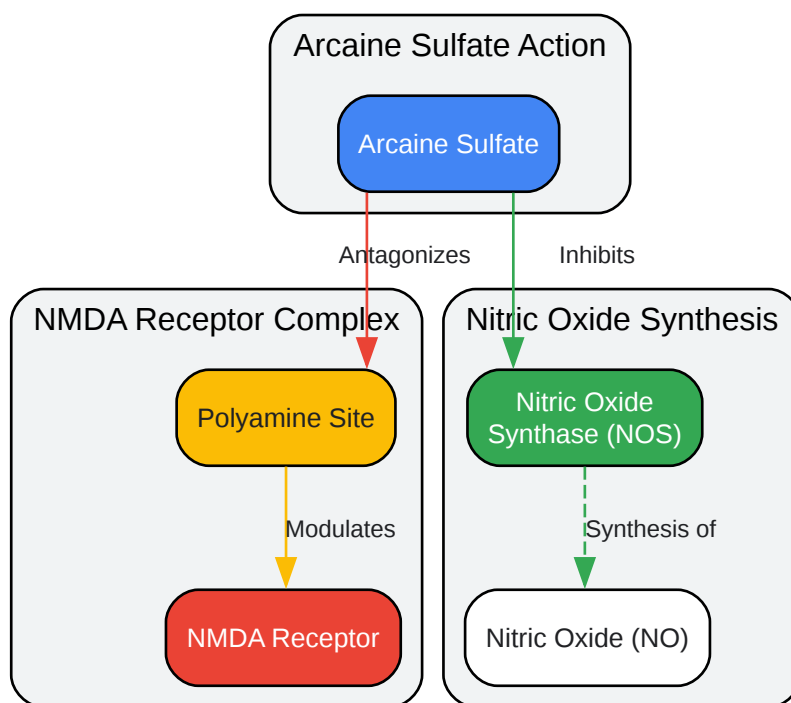 Arcaine Sulfate Action
Arcaine Sulfate
Antagonizes
Inhibits
NMDA Receptor Complex
Nitric Oxide Synthesis
Polyamine Site
Nitric Oxide
Synthase (NOS)
Modulates
Synthesis of
NMDA Receptor
Nitric Oxide (NO)